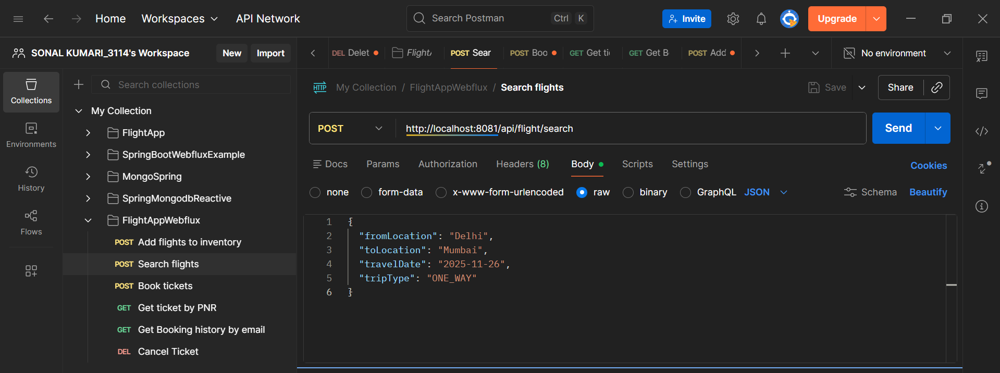 Home Workspaces API Network Search Postman Ctrl K Invite Upgrade
SONAL KUMARI_3114's Workspace New Import DEL Delet FlightA POST Sear POST Boo GET Get ti GET Get B POST Add No environment
Collections
Environments
History
Flows
Search collections
My Collection
FlightApp
SpringBootWebfluxExample
MongoSpring
SpringMongodbReactive
FlightAppWebflux
POST Add flights to inventory
POST Search flights
POST Book tickets
GET Get ticket by PNR
GET Get Booking history by email
DEL Cancel Ticket
HTTP My Collection / FlightAppWebflux / Search flights Save Share
POST http://localhost:8081/api/flight/search Send
Docs Params Authorization Headers (8) Body Scripts Settings Cookies
none form-data x-www-form-urlencoded raw binary GraphQL JSON Schema Beautify
1 {
2 "fromLocation": "Delhi",
3 "toLocation": "Mumbai",
4 "travelDate": "2025-11-26",
5 "tripType": "ONE_WAY"
6 }